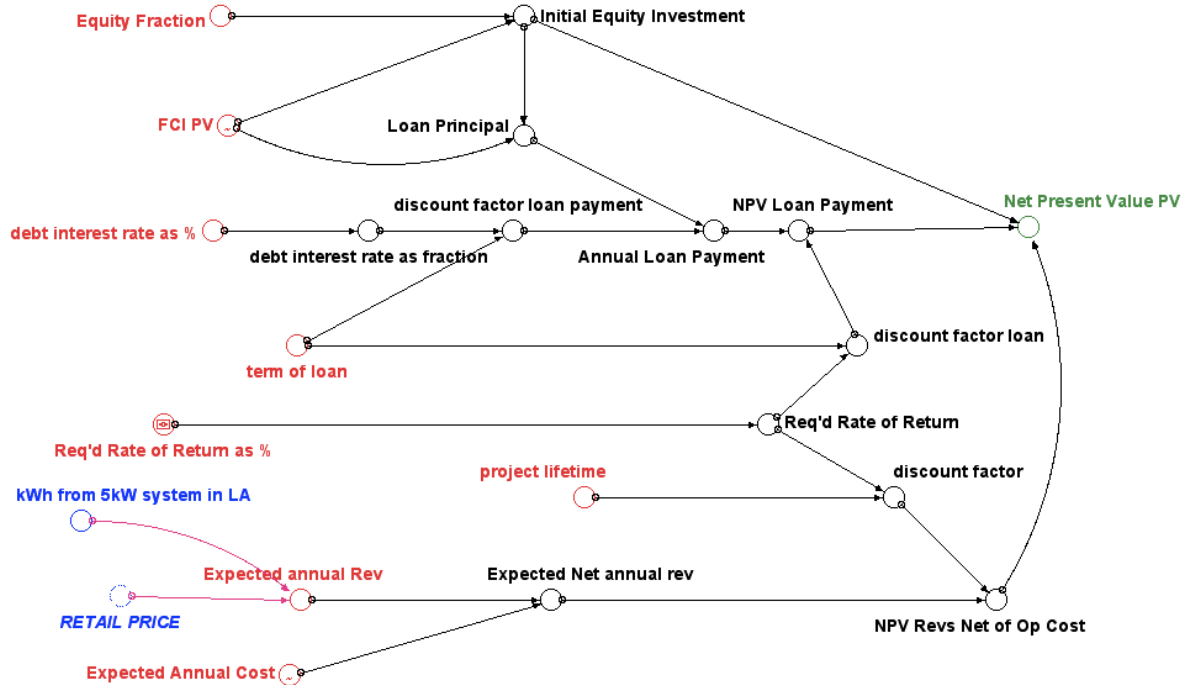 Equity Fraction
Initial Equity Investment
FCI PV
Loan Principal
Net Present Value PV
discount factor loan payment
NPV Loan Payment
debt interest rate as %
debt interest rate as fraction
Annual Loan Payment
discount factor loan
term of loan
Req'd Rate of Return
Req'd Rate of Return as %
project lifetime
discount factor
kWh from 5kW system in LA
Expected annual Rev
Expected Net annual rev
RETAIL PRICE
NPV Revs Net of Op Cost
Expected Annual Cost